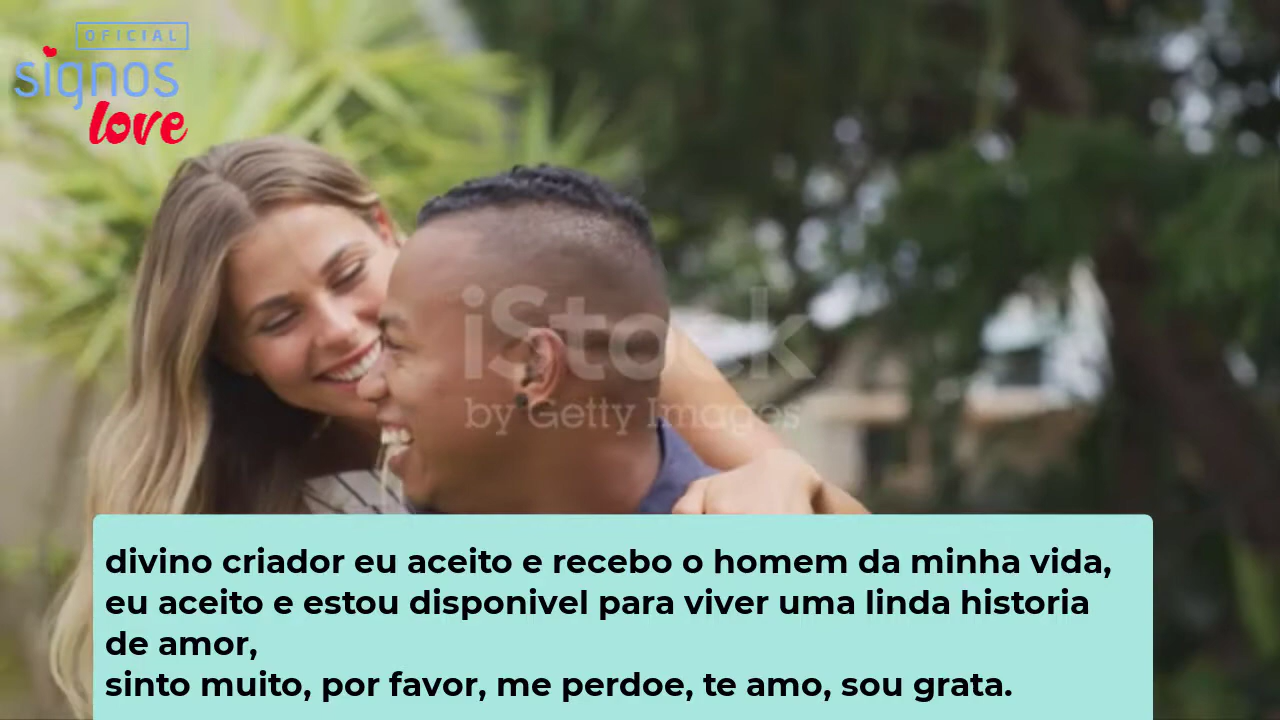 OFICIAL
signos
love
iStock
by Getty Images
divino criador eu aceito e recebo o homem da minha vida,
eu aceito e estou disponivel para viver uma linda historia
de amor,
sinto muito, por favor, me perdoe, te amo, sou grata.